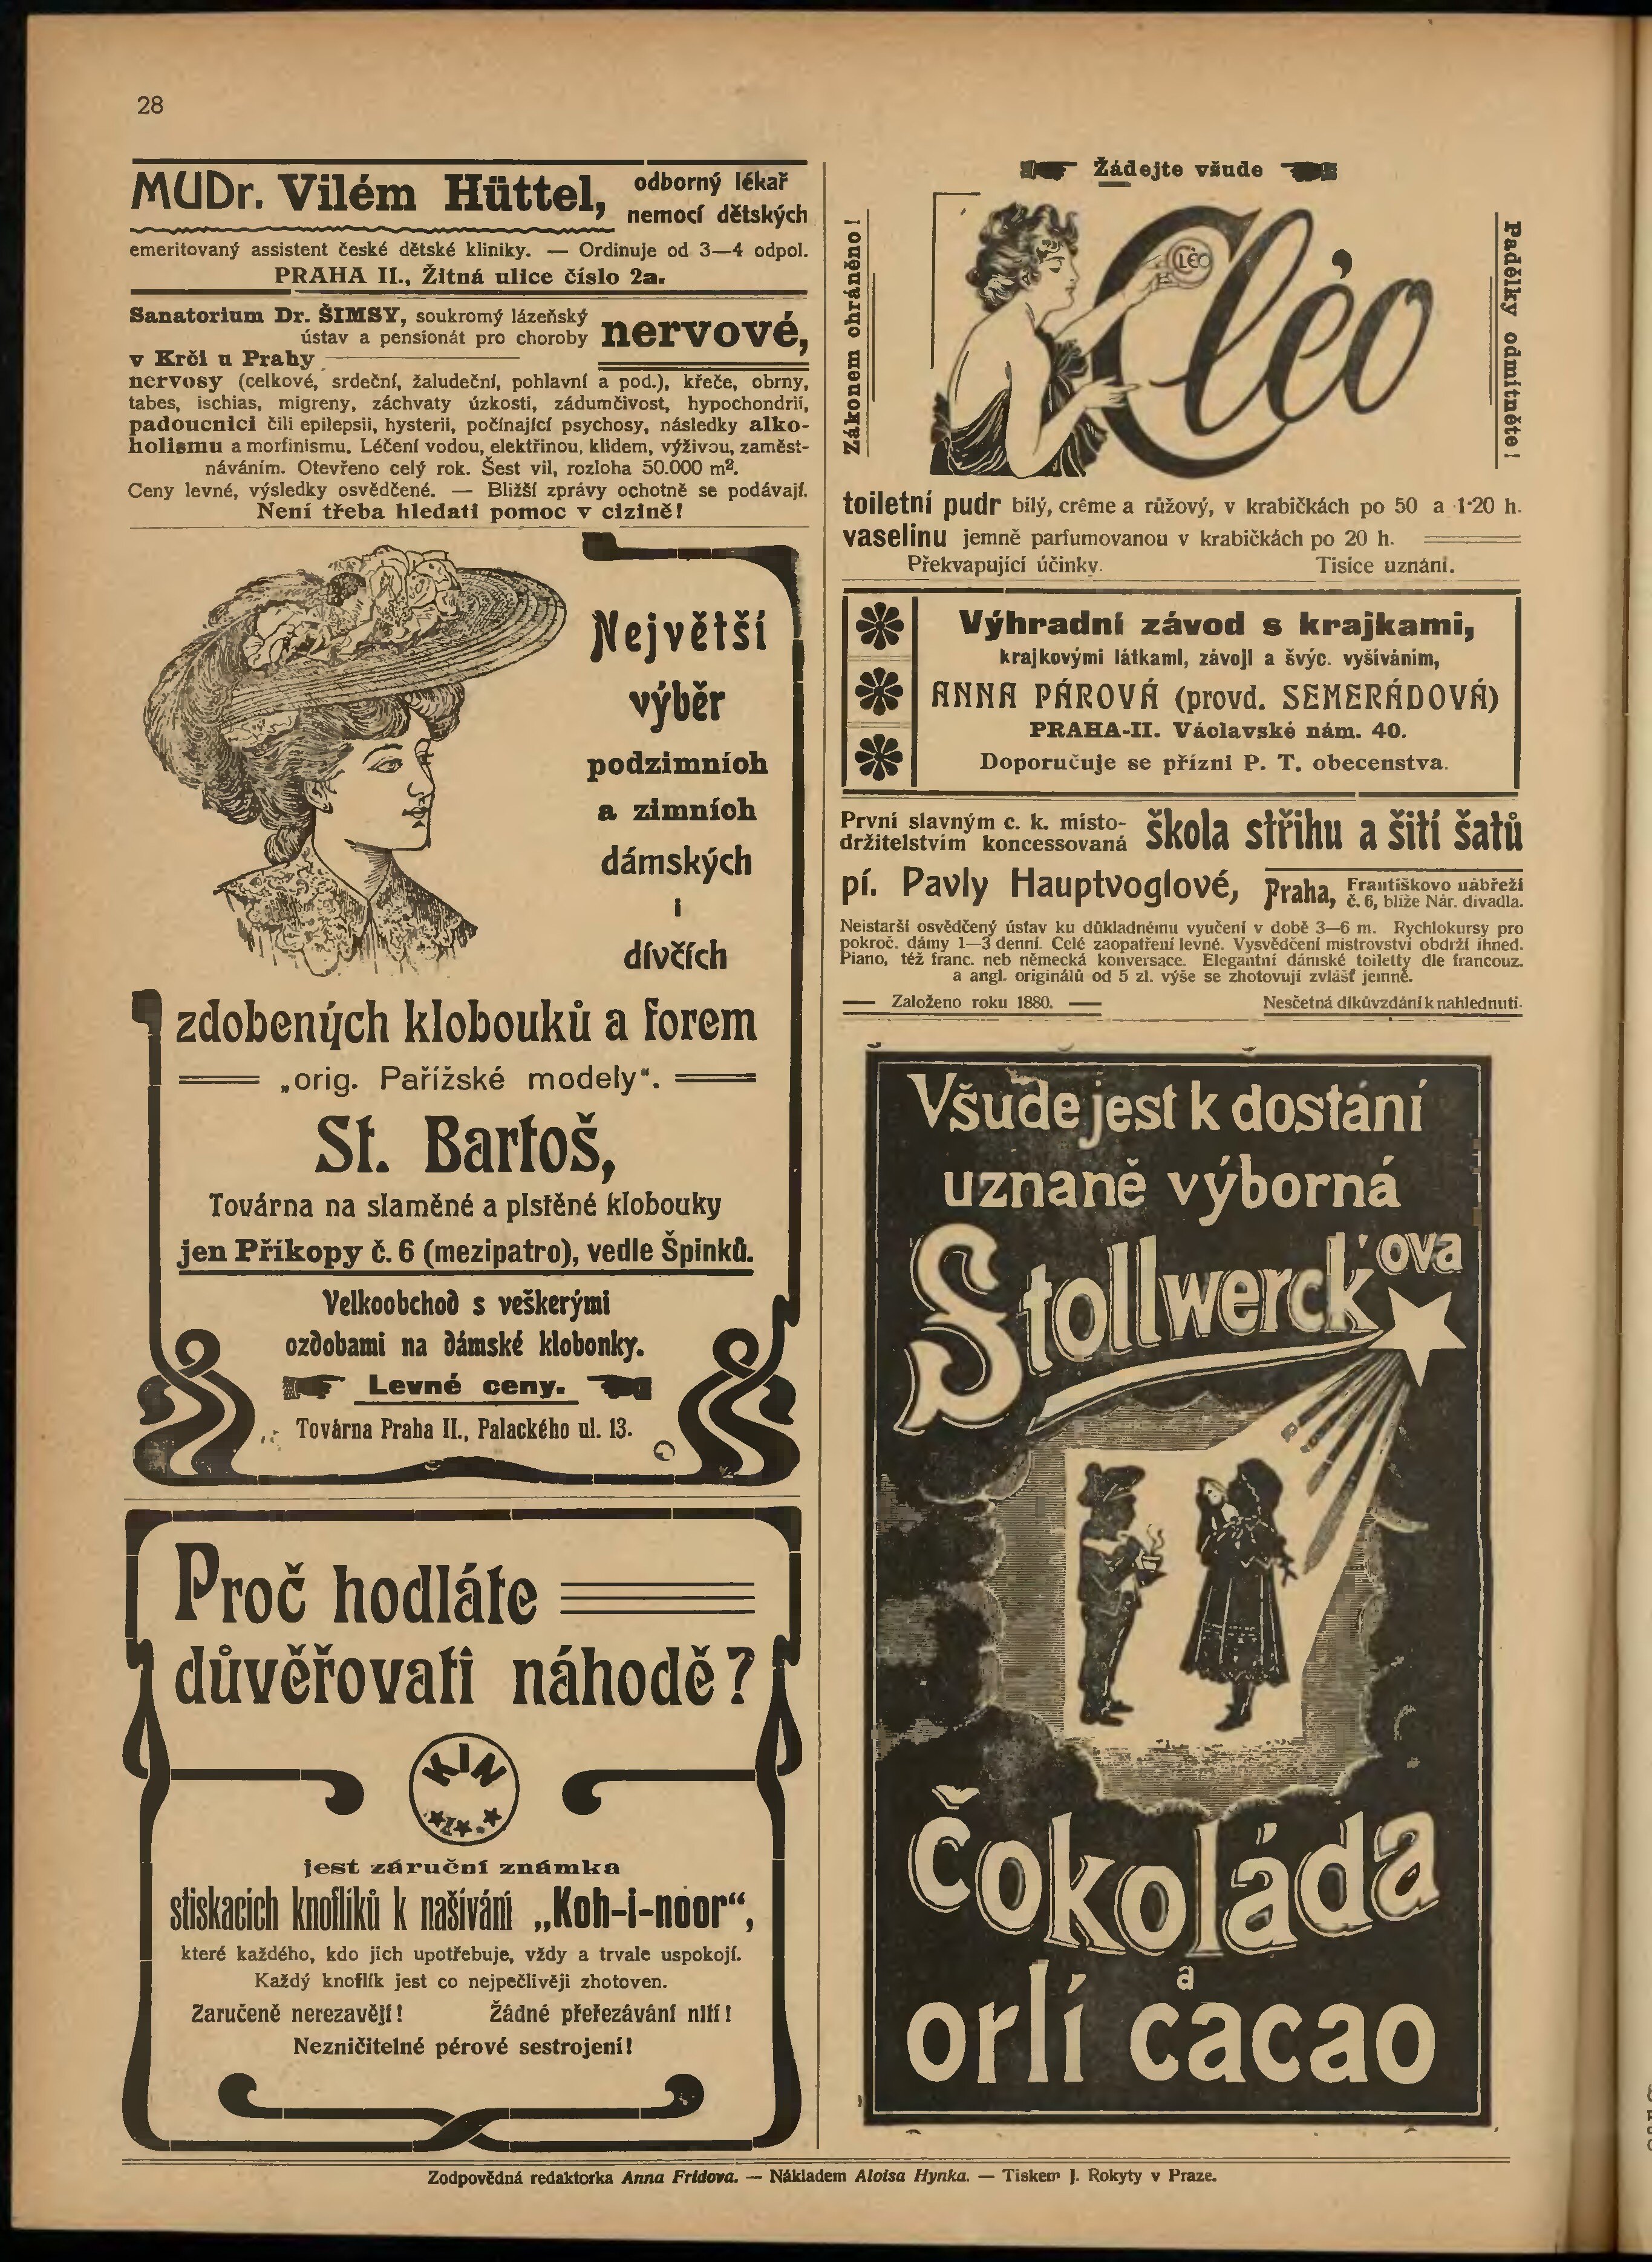 28
MUDr. Vilém Hüttel, odborný lékař
nemocí dětských
emeritovaný assistent české dětské kliniky. — Ordinuje od 3—4 odpol.
PRAHA II., Žitná ulice číslo 2a.
Sanatorium Dr. ŠIMSY, soukromý lázeňský
ústav a pensionát pro choroby nervové,
v Krči u Prahy
nervosy (celkové, srdeční, žaludeční, pohlavní a pod.), křeče, obrny,
tabes, ischias, migreny, záchvaty úzkosti, zádumčivost, hypochondrii,
padoucnici čili epilepsii, hysterii, počínající psychosy, následky alko-
holismu a morfinismu. Léčení vodou, elektřinou, klidem, výživou, zaměst-
náváním. Otevřeno celý rok. Šest vil, rozloha 50.000 m².
Ceny levné, výsledky osvědčené. — Bližší zprávy ochotně se podávají.
Není třeba hledati pomoc v cizině!
Největší
výběr
podzimních
a zimních
dámských
i
dívčích
zdobených klobouků a forem
„orig. Pařížské modely“.
St. Bartoš,
Továrna na slaměné a plstěné klobouky
jen Příkopy č. 6 (mezipatro), vedle Špinků.
Velkoobchod s veškerými
ozdobami na dámské klobonky.
Levné ceny.
Továrna Praha II., Palackého ul. 13.
Proč hodláte
důvěřovati náhodě?
KIN
jest záruční známka
stiskacích knoflíků k našívání „Koh-i-noor“,
které každého, kdo jich upotřebuje, vždy a trvale uspokojí.
Každý knoflík jest co nejpečlivěji zhotoven.
Zaručeně nerezavějí! Žádné přeřezávání nití!
Nezničitelné pérové sestrojení!
Žádejte všude
Zákonem ohráněno!
Cléo
CLÉO
Padělky odmítněte!
toiletní pudr bílý, crême a růžový, v krabičkách po 50 a 1·20 h.
vaselinu jemně parfumovanou v krabičkách po 20 h.
Překvapující účinky. Tisíce uznání.
Výhradní závod s krajkami,
krajkovými látkami, závoji a švýc. vyšíváním,
ANNA PÁROVÁ (provd. SEMERÁDOVÁ)
PRAHA-II. Václavské nám. 40.
Doporučuje se přízni P. T. obecenstva.
První slavným c. k. místo-
držitelstvím koncessovaná škola střihu a šití šatů
pí. Pavly Hauptvoglové, Praha, Františkovo nábřeží
č. 6, blíže Nár. divadla.
Nejstarší osvědčený ústav ku důkladnému vyučení v době 3—6 m. Rychlokursy pro
pokroč. dámy 1—3 denní. Celé zaopatření levné. Vysvědčení mistrovství obdrží ihned.
Piano, též franc. neb německá konversace. Elegantní dámské toiletty dle francouz.
a angl. originálů od 5 zl. výše se zhotovují zvlášť jemně.
— Založeno roku 1880. — Nesčetná díkůvzdání k nahlednutí.
Všude jest k dostání
uznaně výborná
Stollwerck'ova
čokoláda
a
orlí cacao
Zodpovědná redaktorka Anna Frídova. — Nákladem Aloisa Hynka. — Tiskem J. Rokyty v Praze.